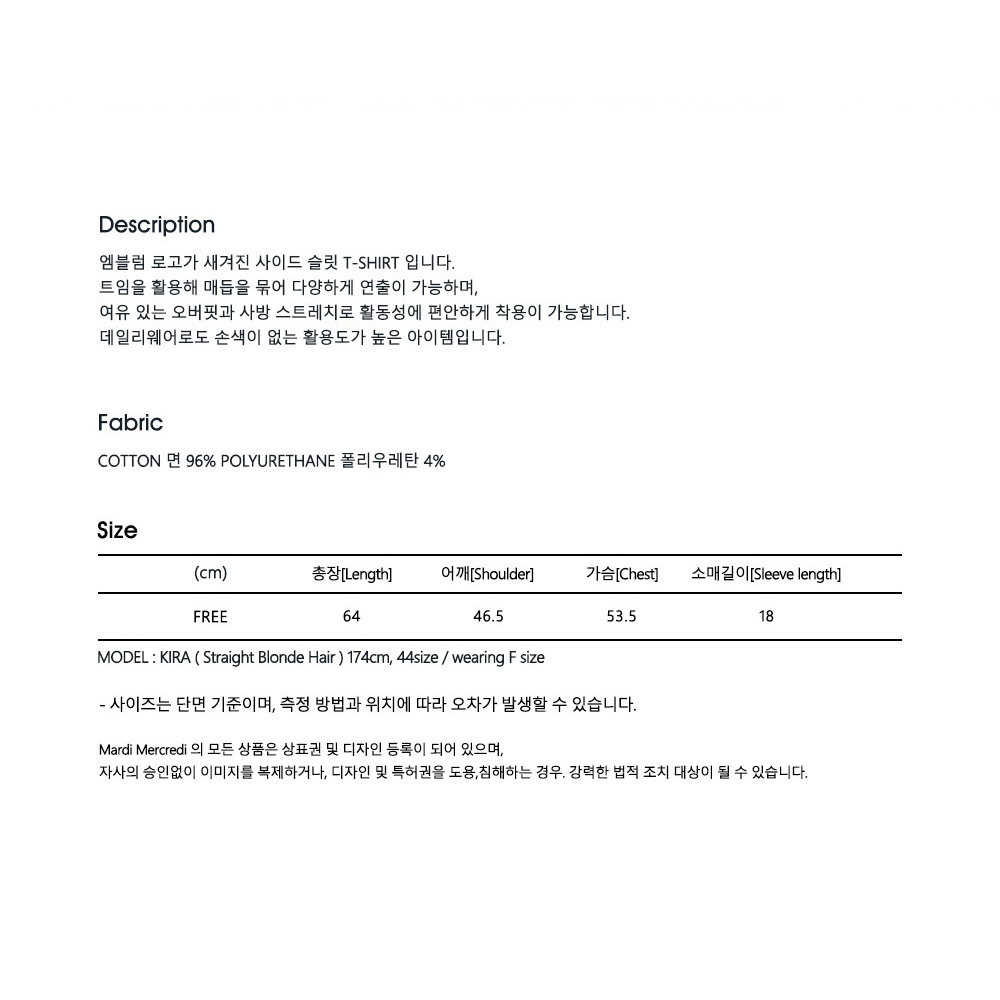 Description
엠블럼 로고가 새겨진 사이드 슬릿 T-SHIRT 입니다.
트임을 활용해 매듭을 묶어 다양하게 연출이 가능하며,
여유 있는 오버핏과 사방 스트레치로 활동성에 편안하게 착용이 가능합니다.
데일리웨어로도 손색이 없는 활용도가 높은 아이템입니다.
Fabric
COTTON 면 96% POLYURETHANE 폴리우레탄 4%
Size
(cm) 총장[Length] 어깨[Shoulder] 가슴[Chest] 소매길이[Sleeve length]
FREE 64 46.5 53.5 18
MODEL : KIRA ( Straight Blonde Hair ) 174cm, 44size / wearing F size
- 사이즈는 단면 기준이며, 측정 방법과 위치에 따라 오차가 발생할 수 있습니다.
Mardi Mercredi 의 모든 상품은 상표권 및 디자인 등록이 되어 있으며,
자사의 승인없이 이미지를 복제하거나, 디자인 및 특허권을 도용,침해하는 경우. 강력한 법적 조치 대상이 될 수 있습니다.